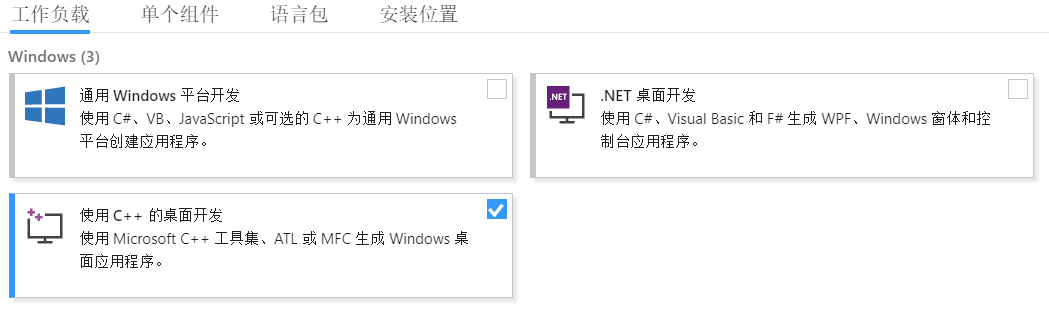 工作负载 单个组件 语言包 安装位置
Windows (3)
通用 Windows 平台开发
使用 C#、VB、JavaScript 或可选的 C++ 为通用 Windows
平台创建应用程序。
.NET
.NET 桌面开发
使用 C#、Visual Basic 和 F# 生成 WPF、Windows 窗体和控
制台应用程序。
使用 C++ 的桌面开发
使用 Microsoft C++ 工具集、ATL 或 MFC 生成 Windows 桌
面应用程序。